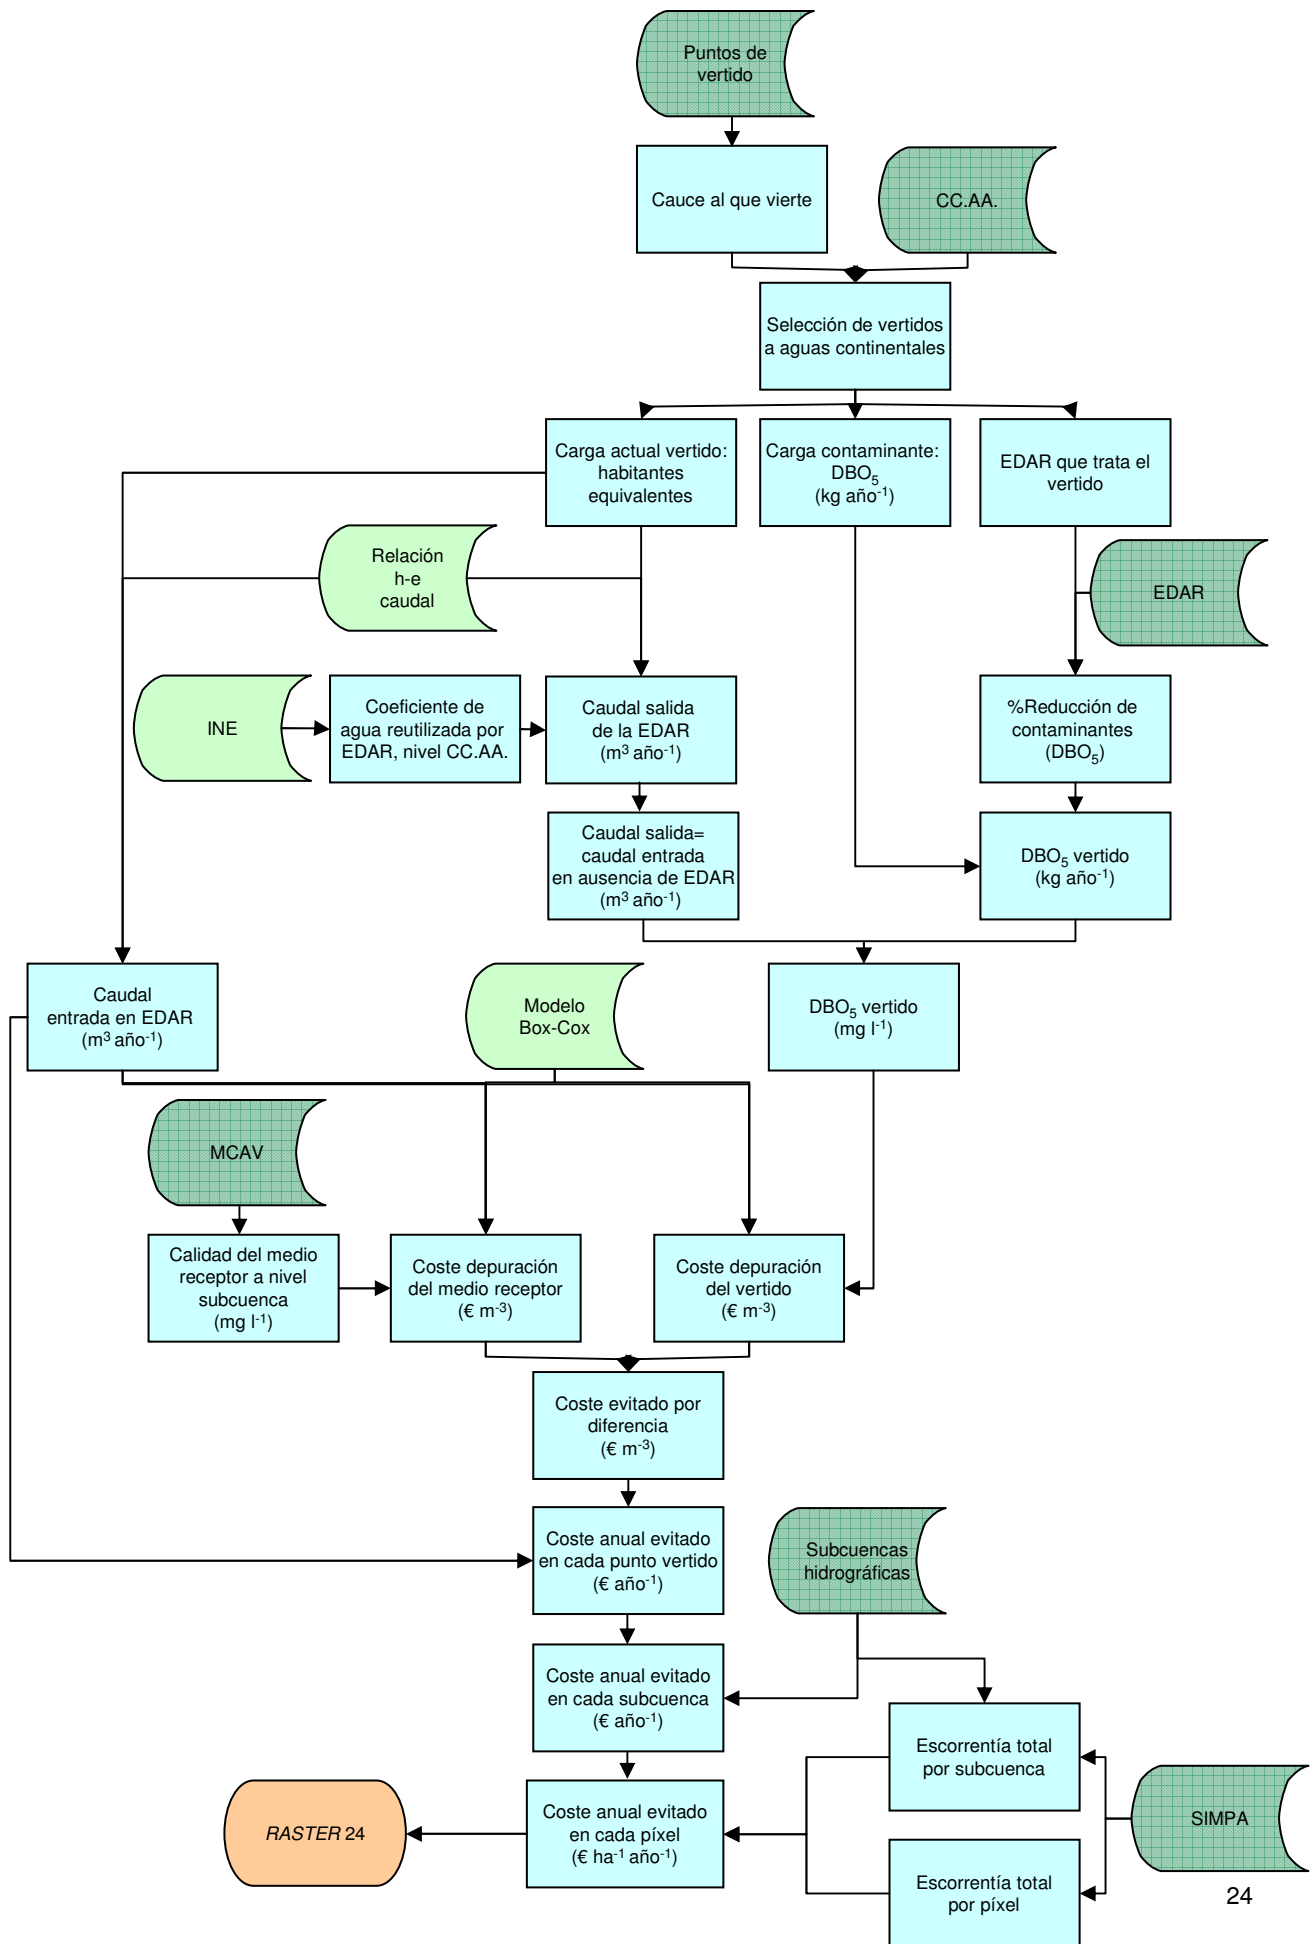 Puntos de
vertido
Cauce al que vierte
CC.AA.
Selección de vertidos
a aguas continentales
Carga actual vertido:
habitantes
equivalentes
Carga contaminante:
DBO₅
(kg año⁻¹)
EDAR que trata el
vertido
Relación
h-e
caudal
EDAR
INE
Coeficiente de
agua reutilizada por
EDAR, nivel CC.AA.
Caudal salida
de la EDAR
(m³ año⁻¹)
%Reducción de
contaminantes
(DBO₅)
Caudal salida=
caudal entrada
en ausencia de EDAR
(m³ año⁻¹)
DBO₅ vertido
(kg año⁻¹)
Caudal
entrada en EDAR
(m³ año⁻¹)
Modelo
Box-Cox
DBO₅ vertido
(mg l⁻¹)
MCAV
Calidad del medio
receptor a nivel
subcuenca
(mg l⁻¹)
Coste depuración
del medio receptor
(€ m⁻³)
Coste depuración
del vertido
(€ m⁻³)
Coste evitado por
diferencia
(€ m⁻³)
Coste anual evitado
en cada punto vertido
(€ año⁻¹)
Subcuencas
hidrográficas
Coste anual evitado
en cada subcuenca
(€ año⁻¹)
Escorrentía total
por subcuenca
SIMPA
RASTER 24
Coste anual evitado
en cada píxel
(€ ha⁻¹ año⁻¹)
Escorrentía total
por píxel
24